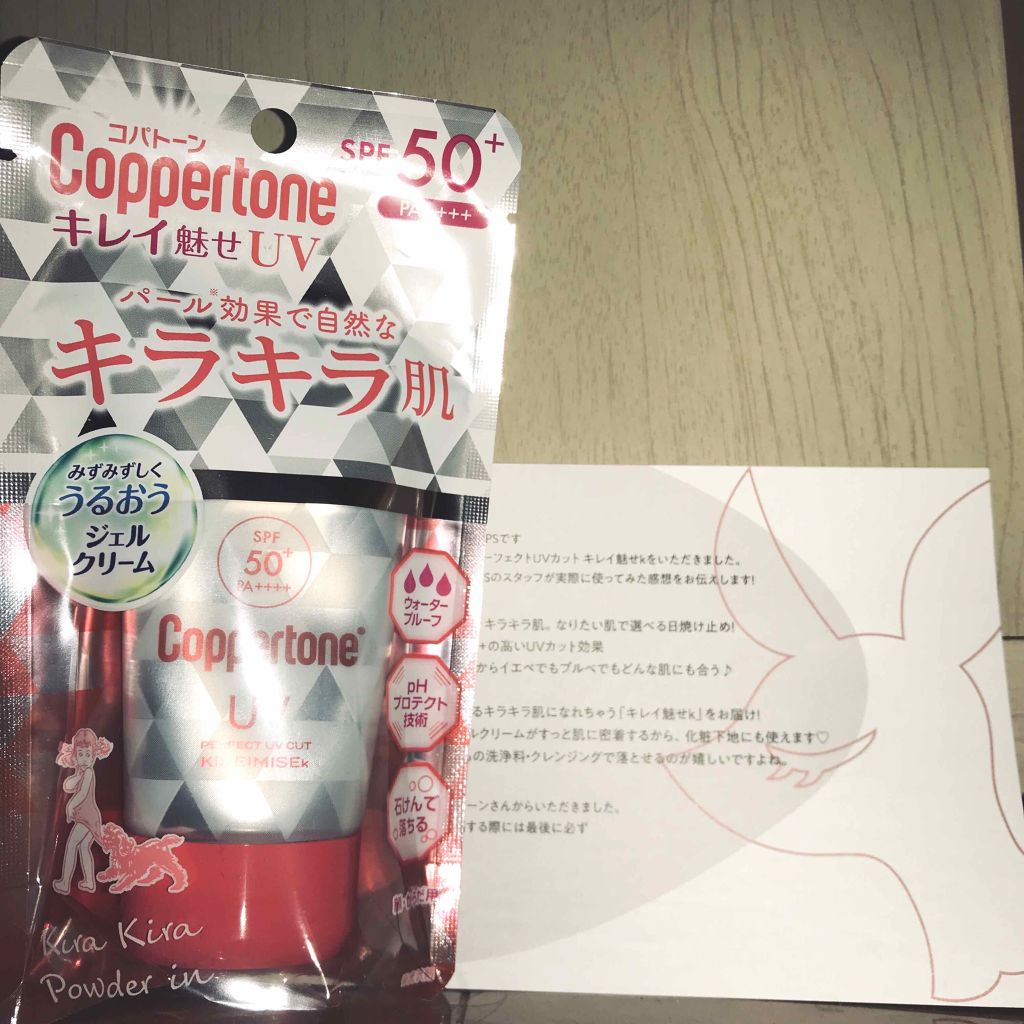 コパトーン
Coppertone
キレイ魅せUV
SPF 50+
PA++++
パール※効果で自然な
キラキラ肌
みずみずしく
うるおう
ジェル
クリーム
SPF
50+
PA++++
Coppertone
UV
PERFECT UV CUT
KIREIMISEk
ウォーター
プルーフ
pH
プロテクト
技術
石けんで
落ちる
Kira Kira
Powder in
PSです
ーフェクトUVカット キレイ魅せkをいただきました。
Sのスタッフが実際に使ってみた感想をお伝えします!
キラキラ肌。なりたい肌で選べる日焼け止め!
+の高いUVカット効果
からイエベでもブルベでもどんな肌にも合う♪
るキラキラ肌になれちゃう「キレイ魅せk」をお届け!
ルクリームがすっと肌に密着するから、化粧下地にも使えます♡
の洗浄料・クレンジングで落とせるのが嬉しいですよね。
ーンさんからいただきました。
する際には最後に必ず